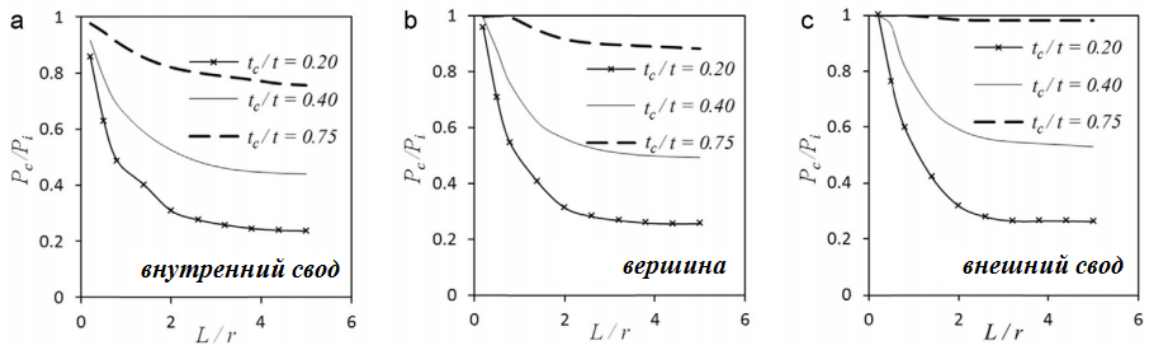 a
1
0.8
0.6
0.4
0.2
0
P_c/P_i
t_c / t = 0.20
t_c / t = 0.40
t_c / t = 0.75
внутренний свод
0 2 4 6
L / r
b
1
0.8
0.6
0.4
0.2
0
P_c/P_i
t_c / t = 0.20
t_c / t = 0.40
t_c / t = 0.75
вершина
0 2 4 6
L / r
c
1
0.8
0.6
0.4
0.2
0
P_c/P_i
t_c / t = 0.20
t_c / t = 0.40
t_c / t = 0.75
внешний свод
0 2 4 6
L / r